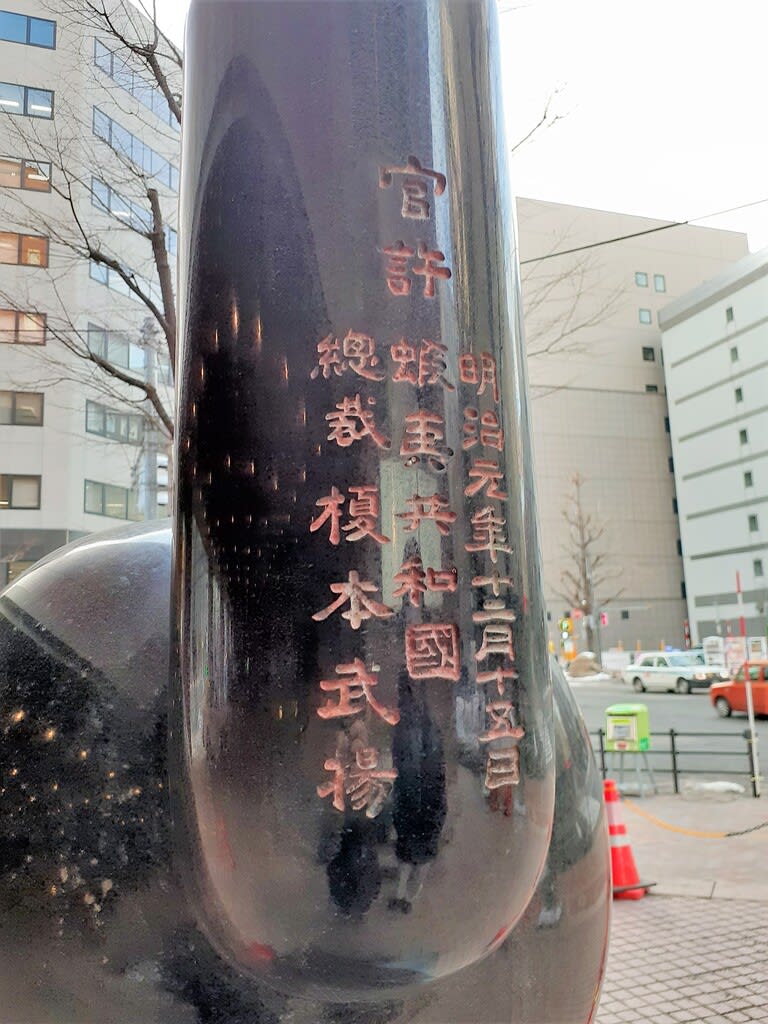 明治元年十二月十五日
官許 蝦夷共和國
總裁 榎本武揚